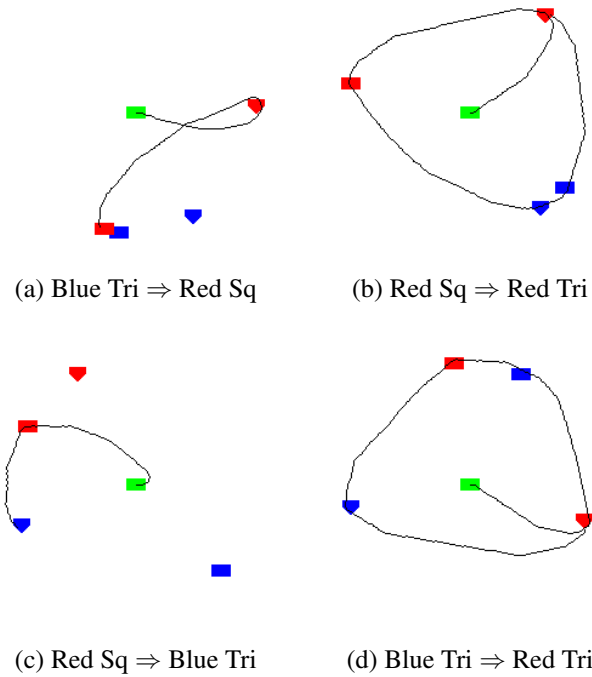 (a) Blue Tri ⇒ Red Sq
(b) Red Sq ⇒ Red Tri
(c) Red Sq ⇒ Blue Tri
(d) Blue Tri ⇒ Red Tri